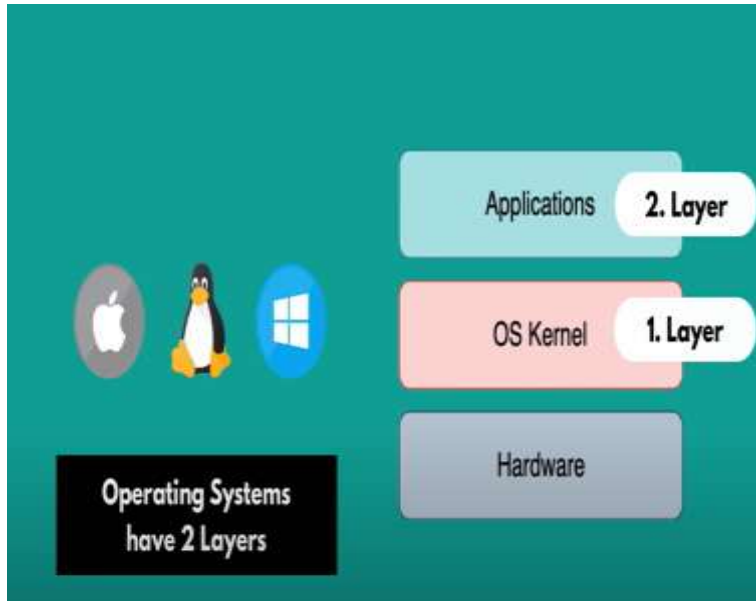 Applications
2. Layer
OS Kernel
1. Layer
Hardware
Operating Systems
have 2 Layers